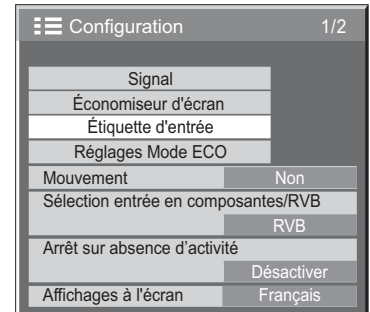 Configuration 1/2
Signal
Économiseur d'écran
Étiquette d'entrée
Réglages Mode ECO
Mouvement Non
Sélection entrée en composantes/RVB
RVB
Arrêt sur absence d'activité
Désactiver
Affichages à l'écran Français